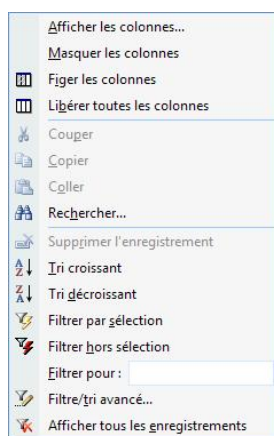 Afficher les colonnes...
Masquer les colonnes
Figer les colonnes
Libérer toutes les colonnes
Couper
Copier
Coller
Rechercher...
Supprimer l'enregistrement
Tri croissant
Tri décroissant
Filtrer par sélection
Filtrer hors sélection
Filtrer pour :
Filtre/tri avancé...
Afficher tous les enregistrements